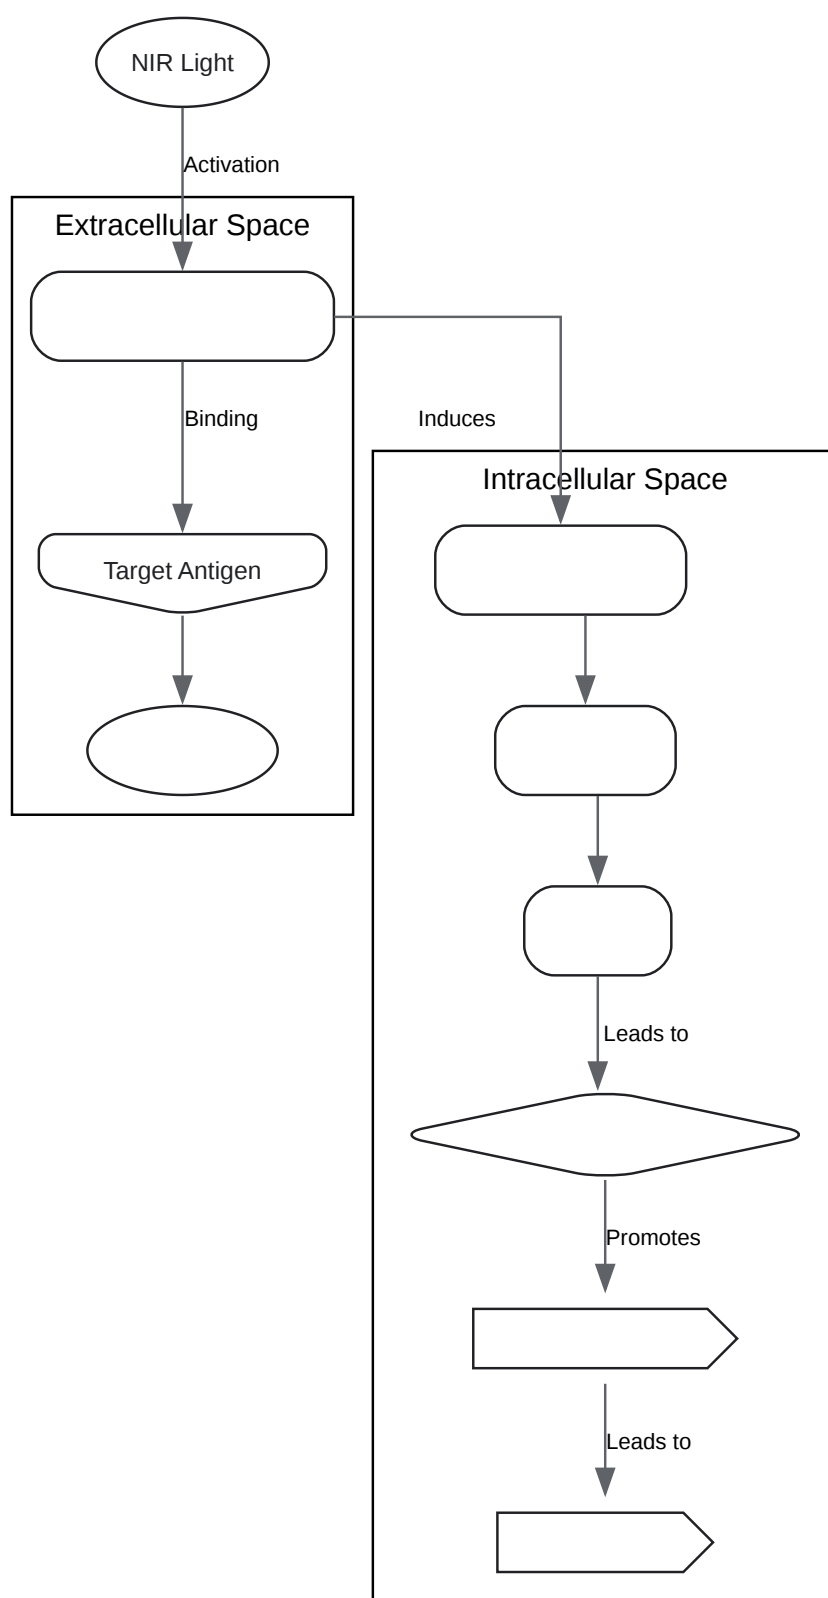 NIR Light
Activation
Extracellular Space
Binding
Induces
Intracellular Space
Target Antigen
Leads to
Promotes
Leads to